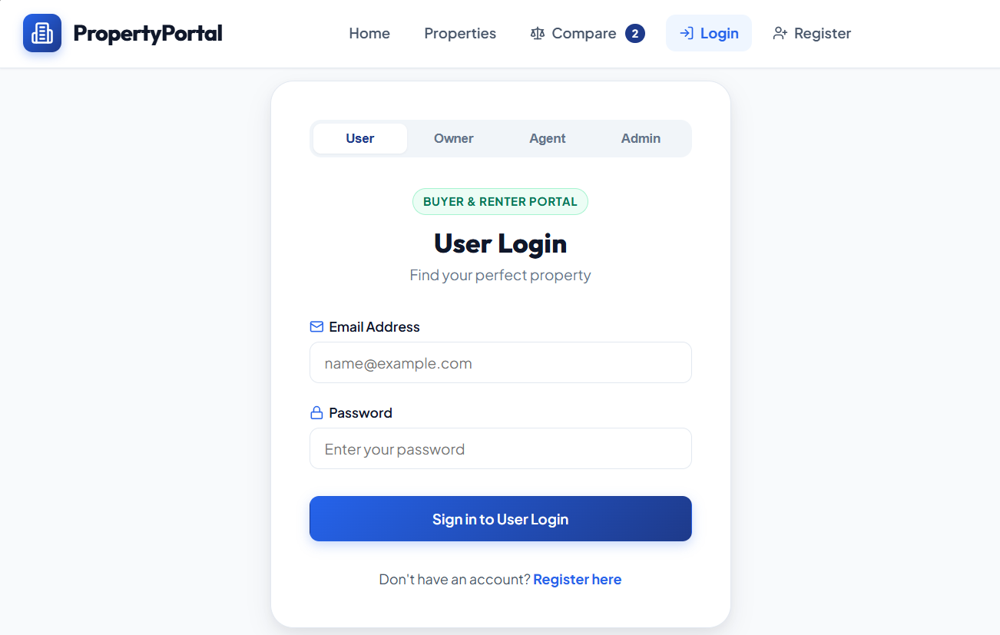 PropertyPortal
Home
Properties
Compare
2
Login
Register
User
Owner
Agent
Admin
BUYER & RENTER PORTAL
User Login
Find your perfect property
Email Address
name@example.com
Password
Enter your password
Sign in to User Login
Don't have an account? Register here